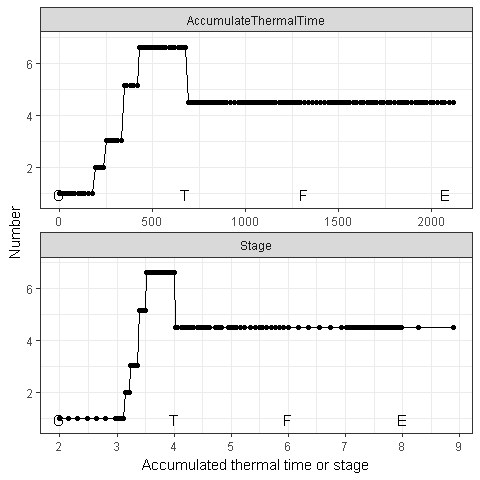 AccumulateThermalTime
6
4
2
T F E
0 500 1000 1500 2000
Number
Stage
6
4
2
T F E
2 3 4 5 6 7 8 9
Accumulated thermal time or stage